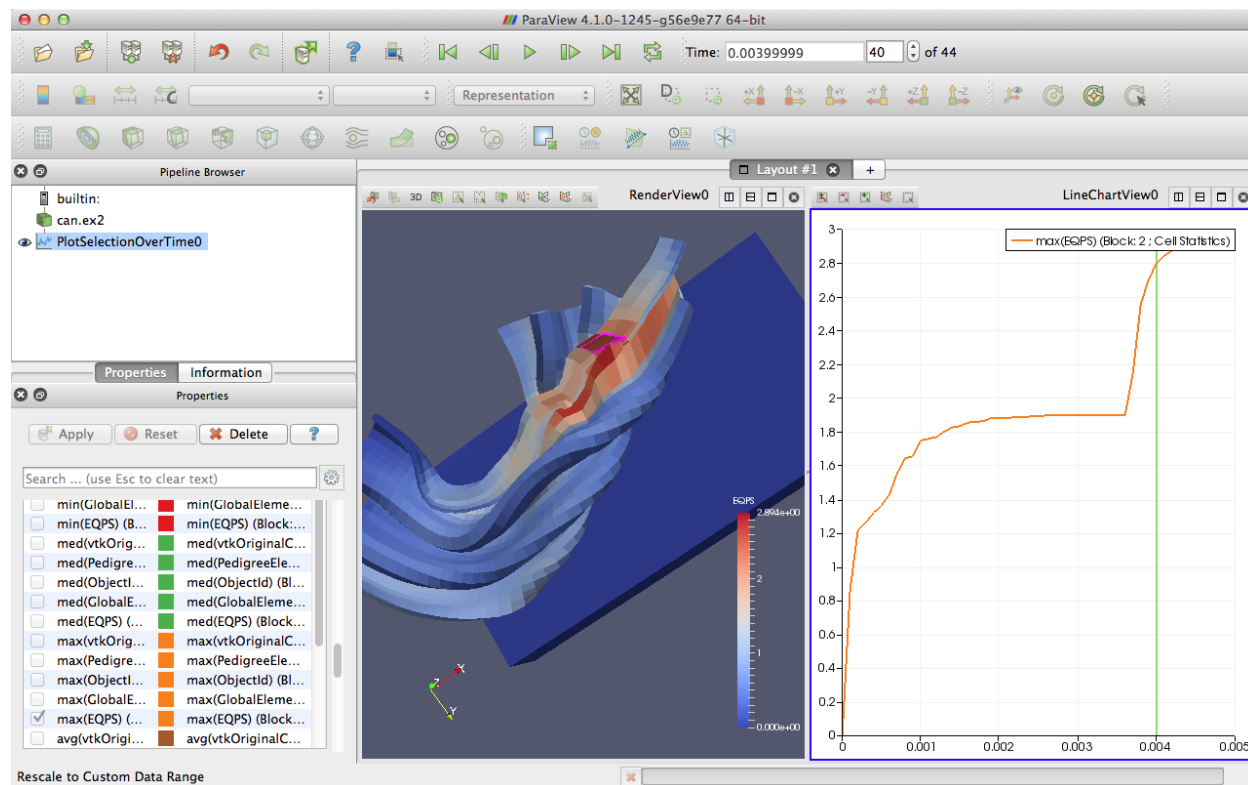 ParaView 4.1.0-1245-g56e9e77 64-bit
Time: 0.00399999 40 of 44
Representation
Pipeline Browser
Layout #1
builtin:
can.ex2
PlotSelectionOverTime0
3D
RenderView0
LineChartView0
Properties Information
Properties
Apply Reset Delete ?
Search ... (use Esc to clear text)
min(GlobalEl... min(GlobalEleme...
min(EQPS) (B... min(EQPS) (Block:...
med(vtkOrig... med(vtkOriginalC...
med(Pedigre... med(PedigreeEle...
med(ObjectI... med(ObjectId) (Bl...
med(GlobalE... med(GlobalEleme...
med(EQPS) (... med(EQPS) (Block...
max(vtkOrig... max(vtkOriginalC...
max(Pedigre... max(PedigreeEle...
max(ObjectI... max(ObjectId) (Bl...
max(GlobalE... max(GlobalEleme...
max(EQPS) (... max(EQPS) (Block...
avg(vtkOrigi... avg(vtkOriginalC...
EQPS
2.894e+00
2
1
0.000e+00
X
Z
Y
max(EQPS) (Block: 2 ; Cell Statistics)
3
2.8
2.6
2.4
2.2
2
1.8
1.6
1.4
1.2
1
0.8
0.6
0.4
0.2
0
0 0.001 0.002 0.003 0.004 0.005
Rescale to Custom Data Range